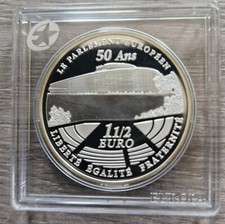 LE PARLEMENT EUROPÉEN
50 Ans
1 1/2
EURO
LIBERTÉ ÉGALITÉ FRATERNITÉ